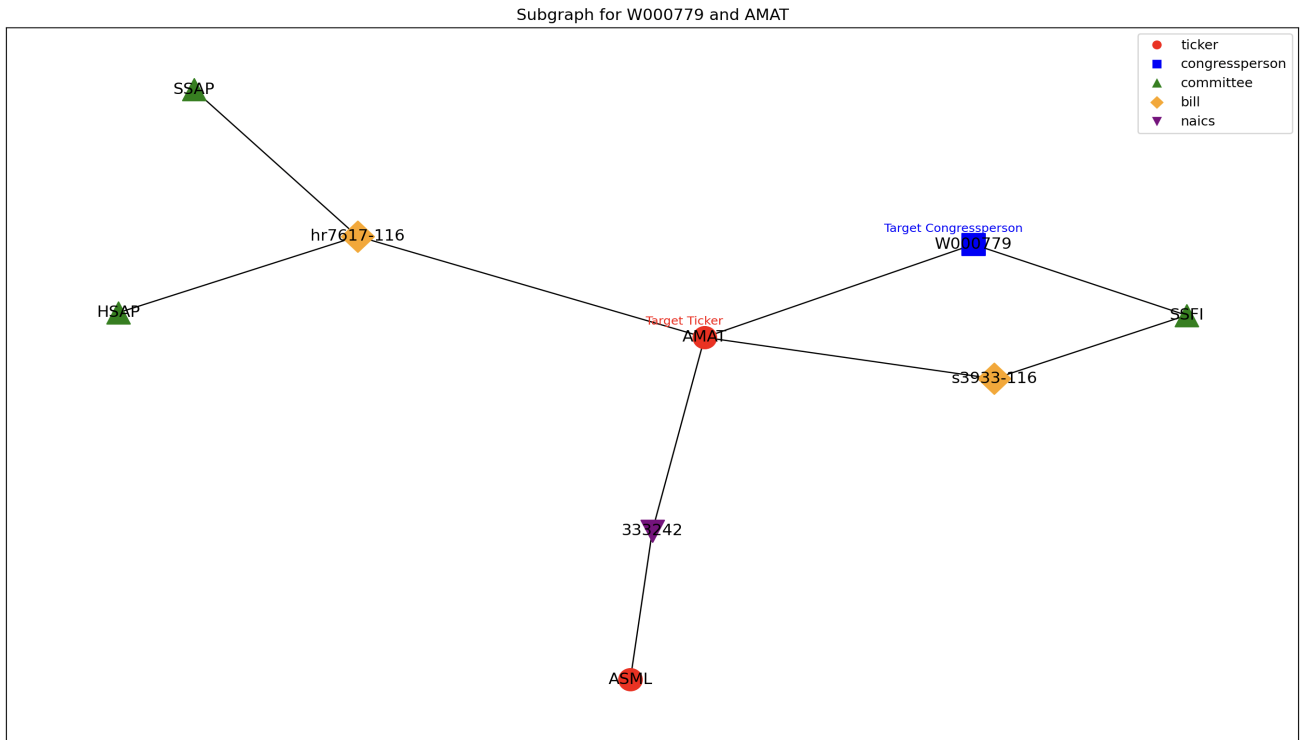 Subgraph for W000779 and AMAT
ticker
congressperson
committee
bill
naics
SSAP
hr7617-116
Target Congressperson
W000779
HSAP
SSFI
Target Ticker
AMAT
s3933-116
333242
ASML